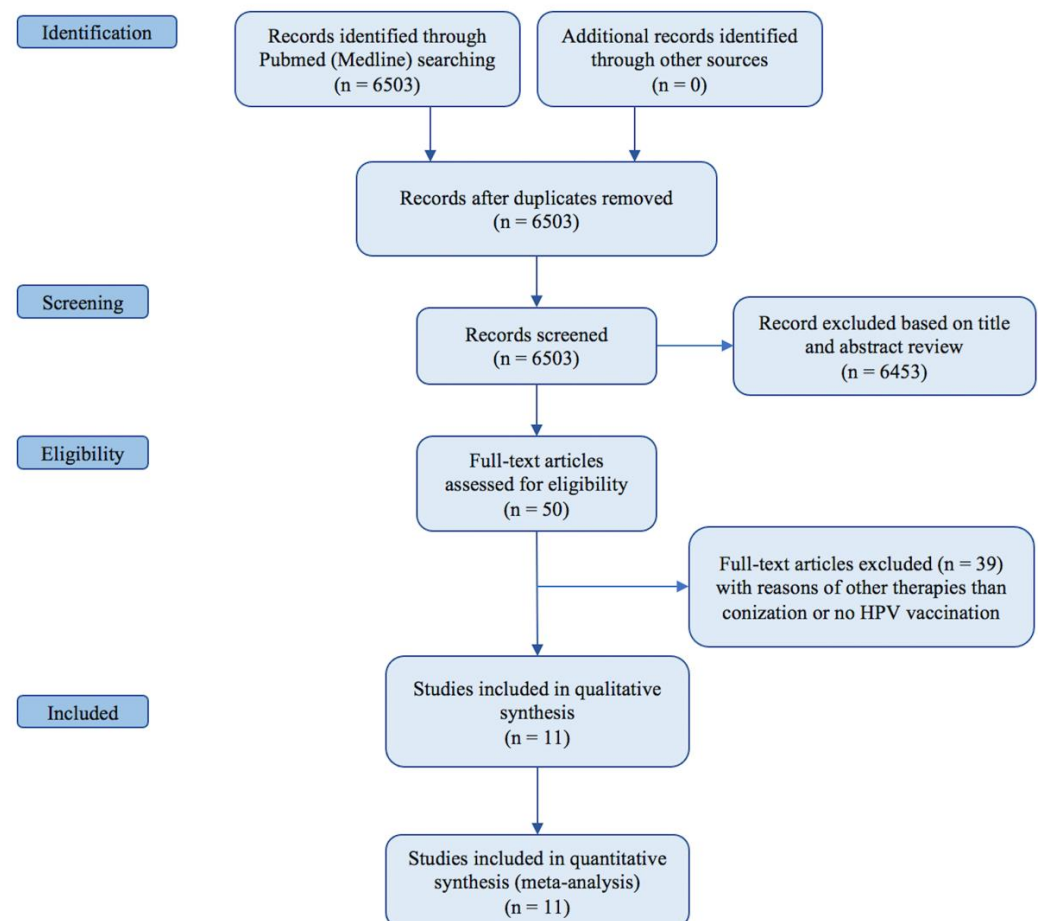 Identification
Records identified through
Pubmed (Medline) searching
(n = 6503)
Additional records identified
through other sources
(n = 0)
Records after duplicates removed
(n = 6503)
Screening
Records screened
(n = 6503)
Record excluded based on title
and abstract review
(n = 6453)
Eligibility
Full-text articles
assessed for eligibility
(n = 50)
Full-text articles excluded (n = 39)
with reasons of other therapies than
conization or no HPV vaccination
Included
Studies included in qualitative
synthesis
(n = 11)
Studies included in quantitative
synthesis (meta-analysis)
(n = 11)